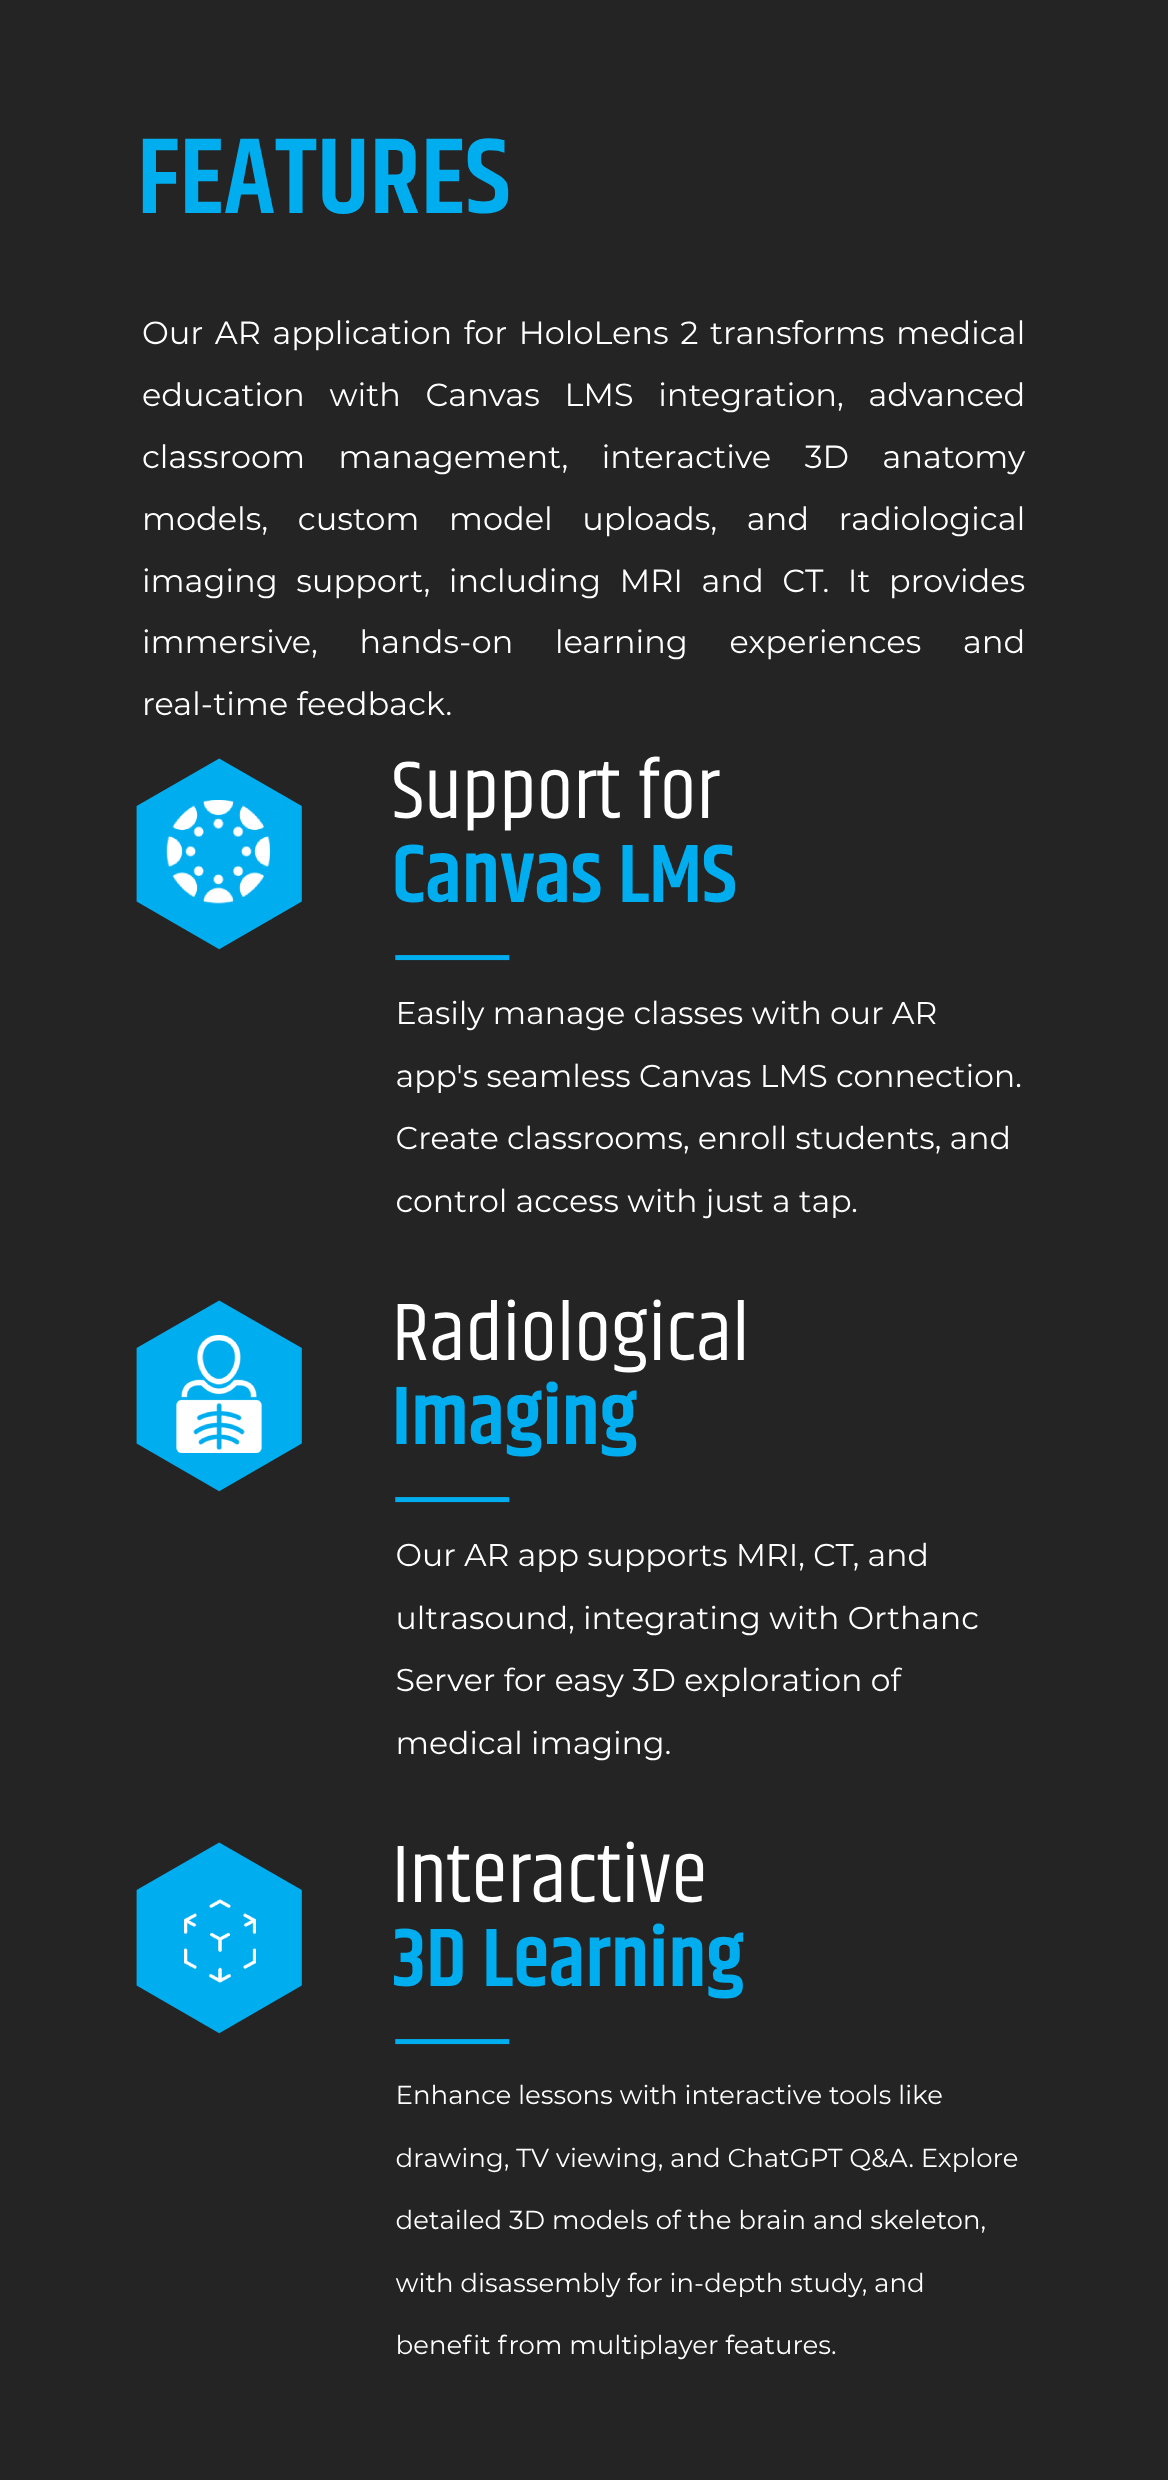 FEATURES
Our AR application for HoloLens 2 transforms medical
education with Canvas LMS integration, advanced
classroom management, interactive 3D anatomy
models, custom model uploads, and radiological
imaging support, including MRI and CT. It provides
immersive, hands-on learning experiences and
real-time feedback.
Support for
Canvas LMS
Easily manage classes with our AR
app's seamless Canvas LMS connection.
Create classrooms, enroll students, and
control access with just a tap.
Radiological
Imaging
Our AR app supports MRI, CT, and
ultrasound, integrating with Orthanc
Server for easy 3D exploration of
medical imaging.
Interactive
3D Learning
Enhance lessons with interactive tools like
drawing, TV viewing, and ChatGPT Q&A. Explore
detailed 3D models of the brain and skeleton,
with disassembly for in-depth study, and
benefit from multiplayer features.